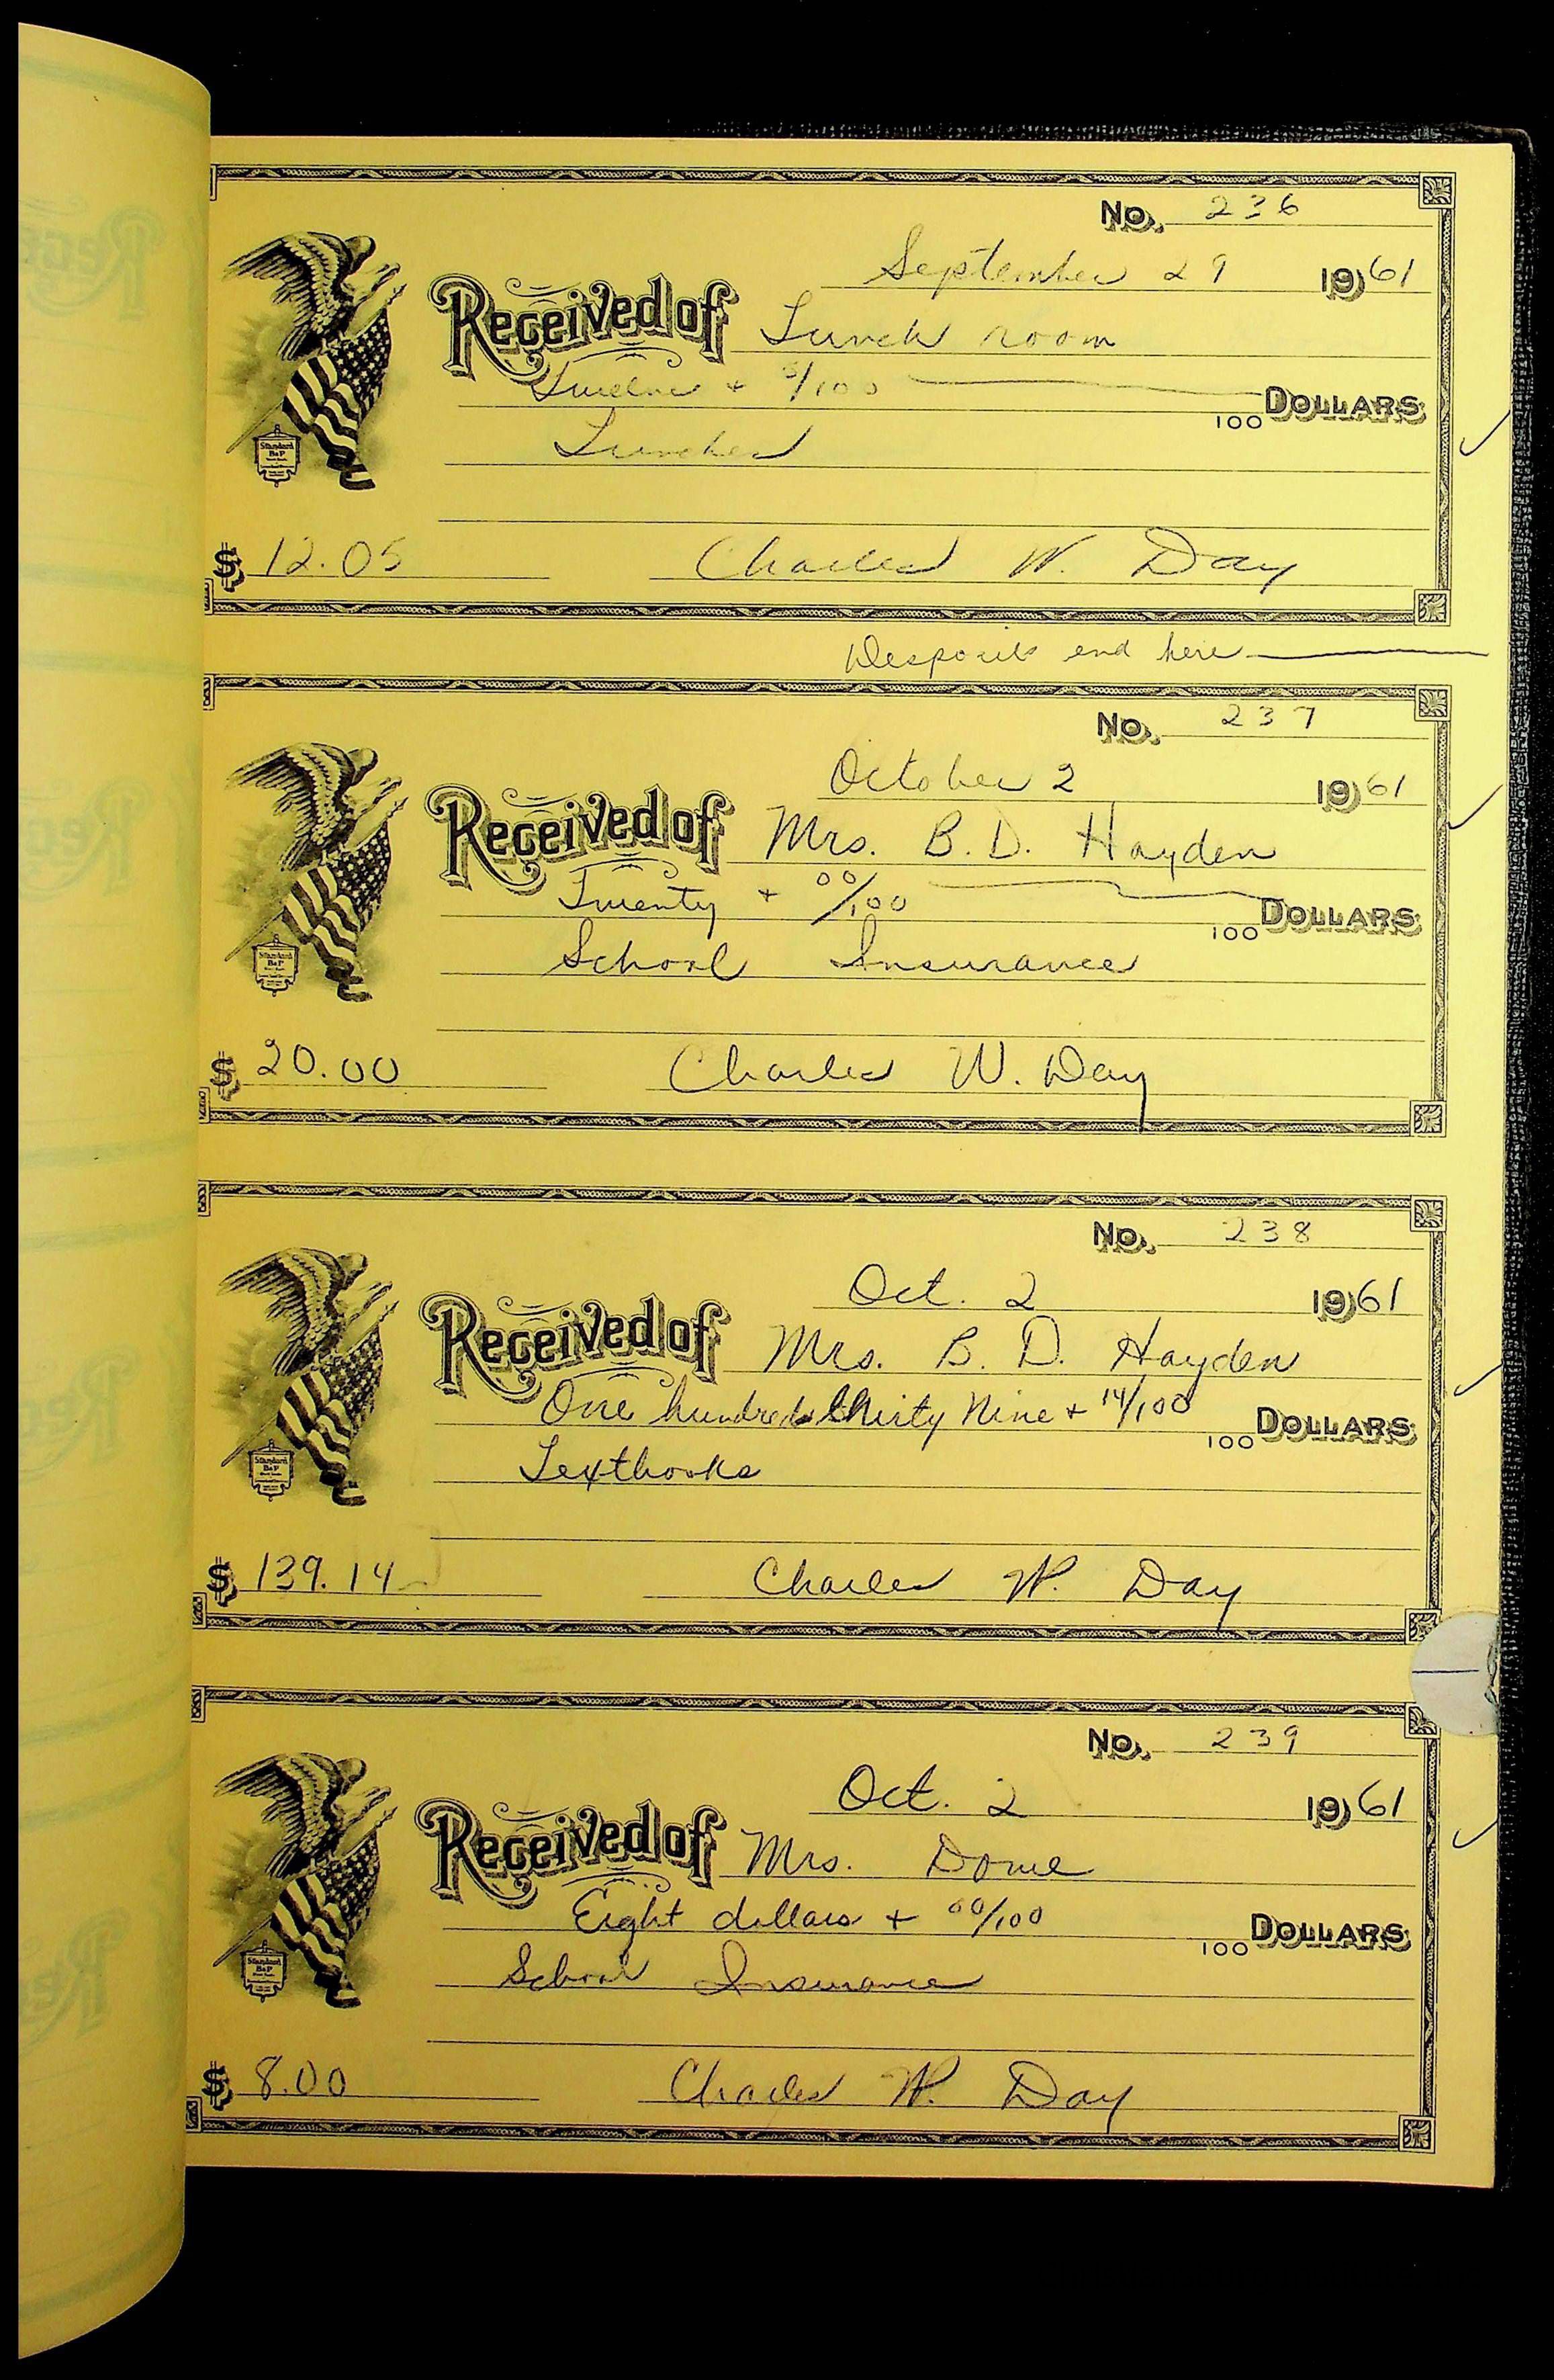 No. 236
September 29 1961
Received of Lunch room
Twelve + 5/100 100 DOLLARS
Lunches
$ 12.05 Charles W. Day
Desposits end here
No. 237
October 2 1961
Received of Mrs. B. D. Hayden
Twenty + 00/100 100 DOLLARS
School Insurance
$ 20.00 Charles W. Day
No. 238
Oct. 2 1961
Received of Mrs. B. D. Hayden
One hundred thirty Nine + 14/100 100 DOLLARS
Textbooks
$ 139.14 Charles W. Day
No. 239
Oct. 2 1961
Received of Mrs. Dowe
Eight dollars + 00/100 100 DOLLARS
School Insurance
$ 8.00 Charles W. Day